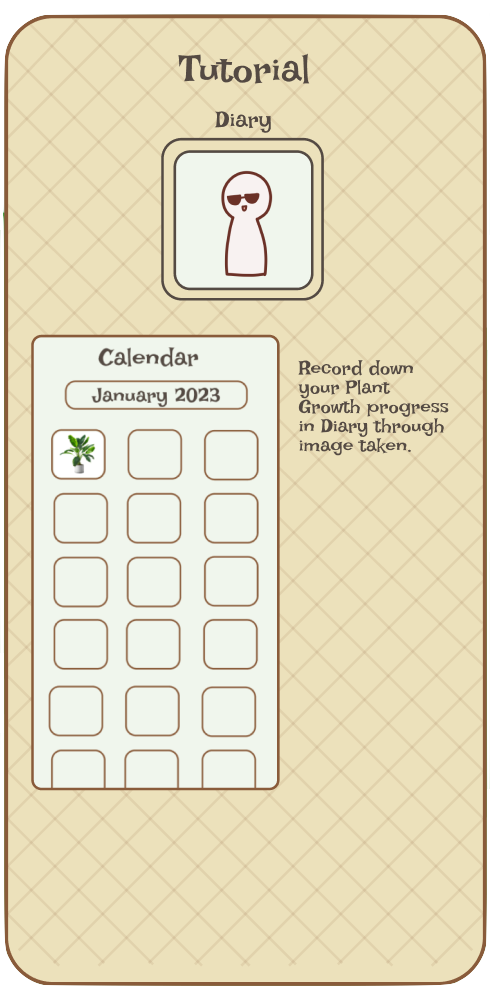 Tutorial
Diary
Calendar
January 2023
Record down
your Plant
Growth progress
in Diary through
image taken.